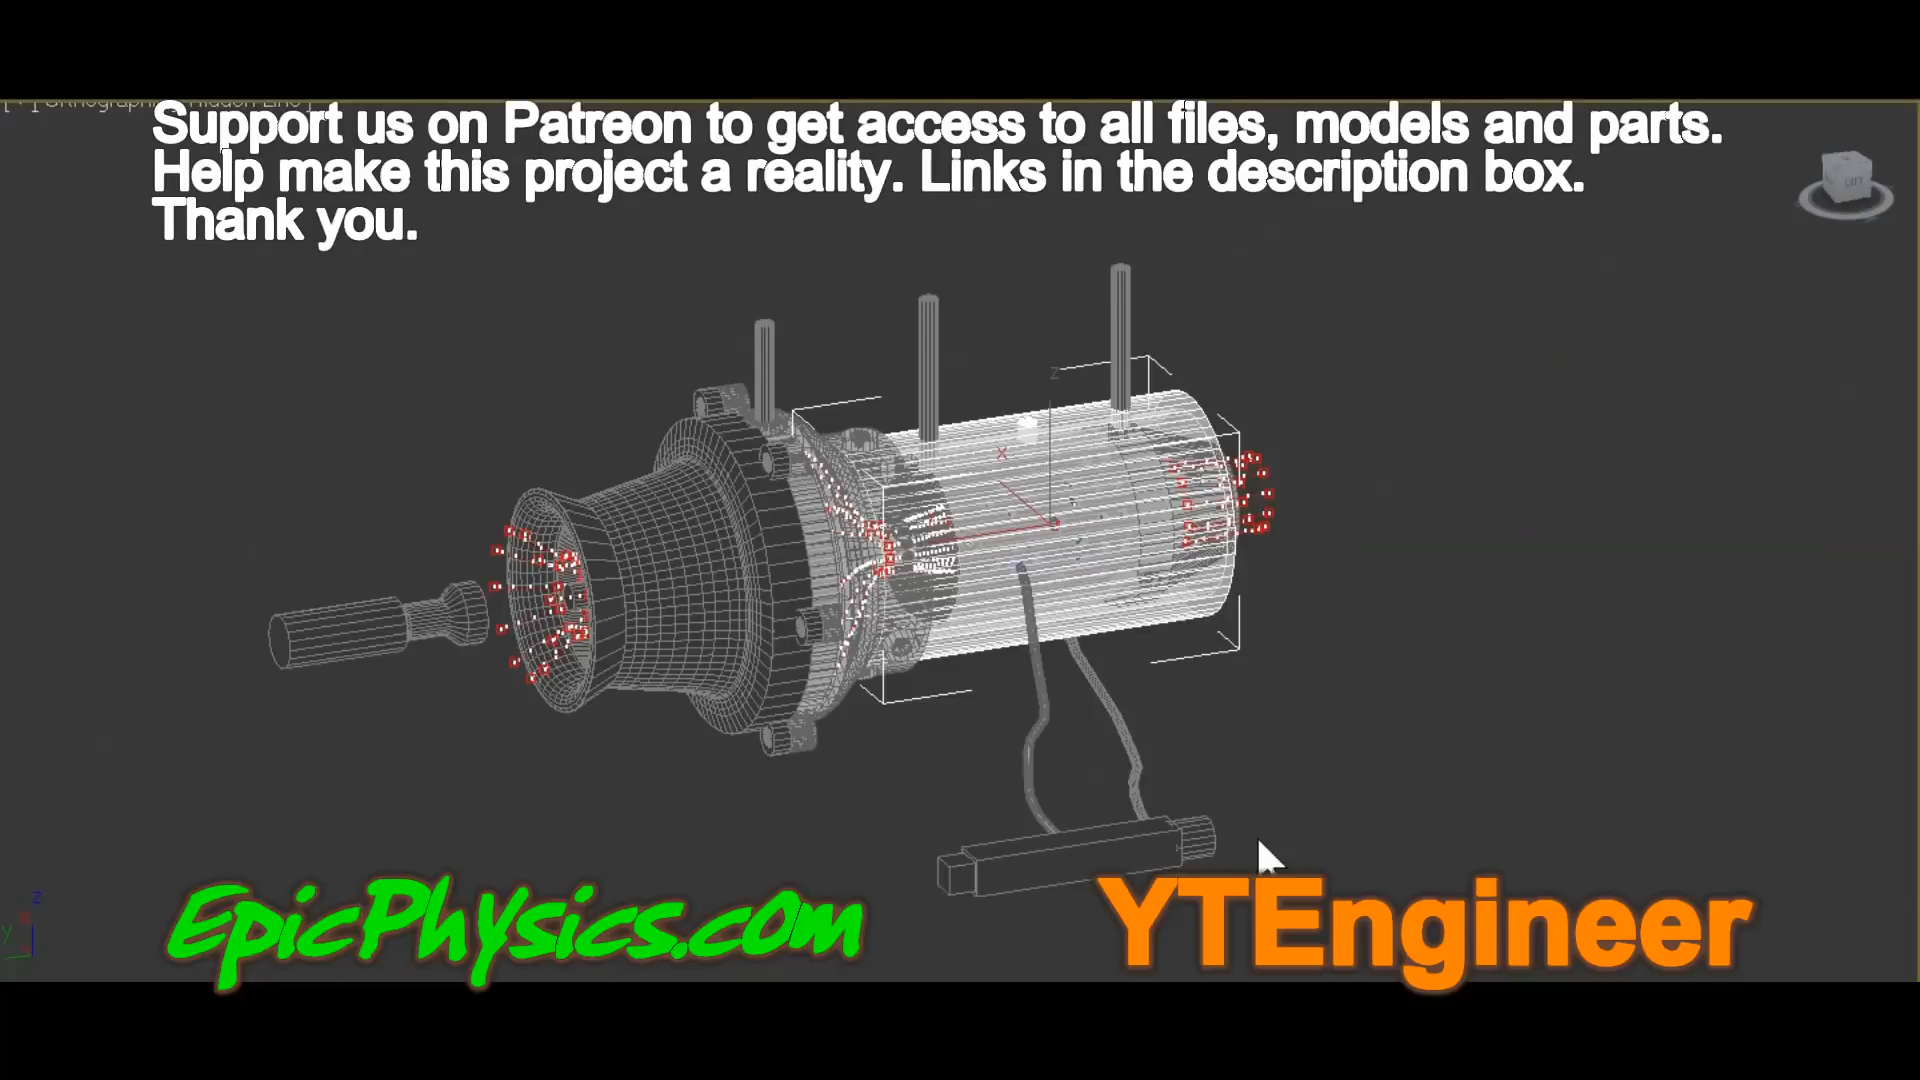 Support us on Patreon to get access to all files, models and parts.
Help make this project a reality. Links in the description box.
Thank you.
LEFT
z
x
z
y
EpicPhysics.com
YTEngineer